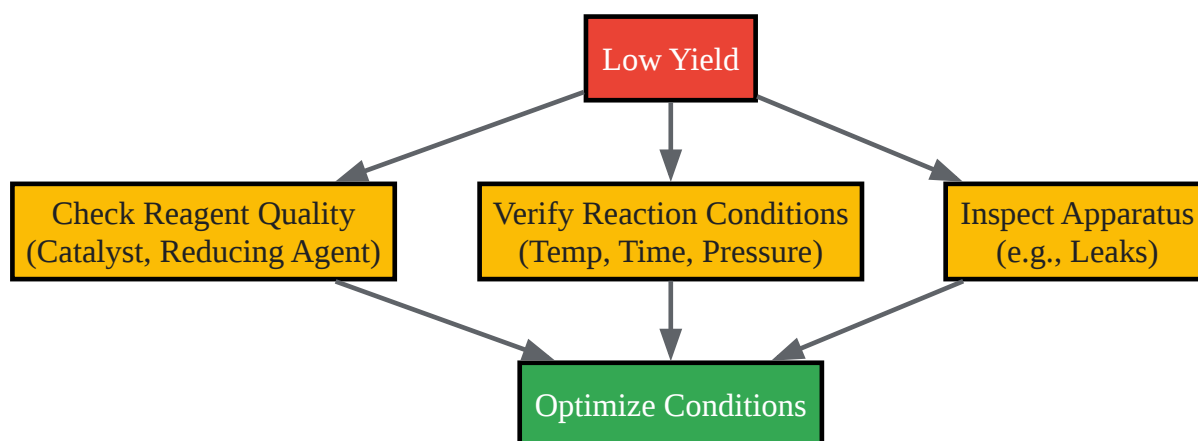 Low Yield
Check Reagent Quality
(Catalyst, Reducing Agent)
Verify Reaction Conditions
(Temp, Time, Pressure)
Inspect Apparatus
(e.g., Leaks)
Optimize Conditions